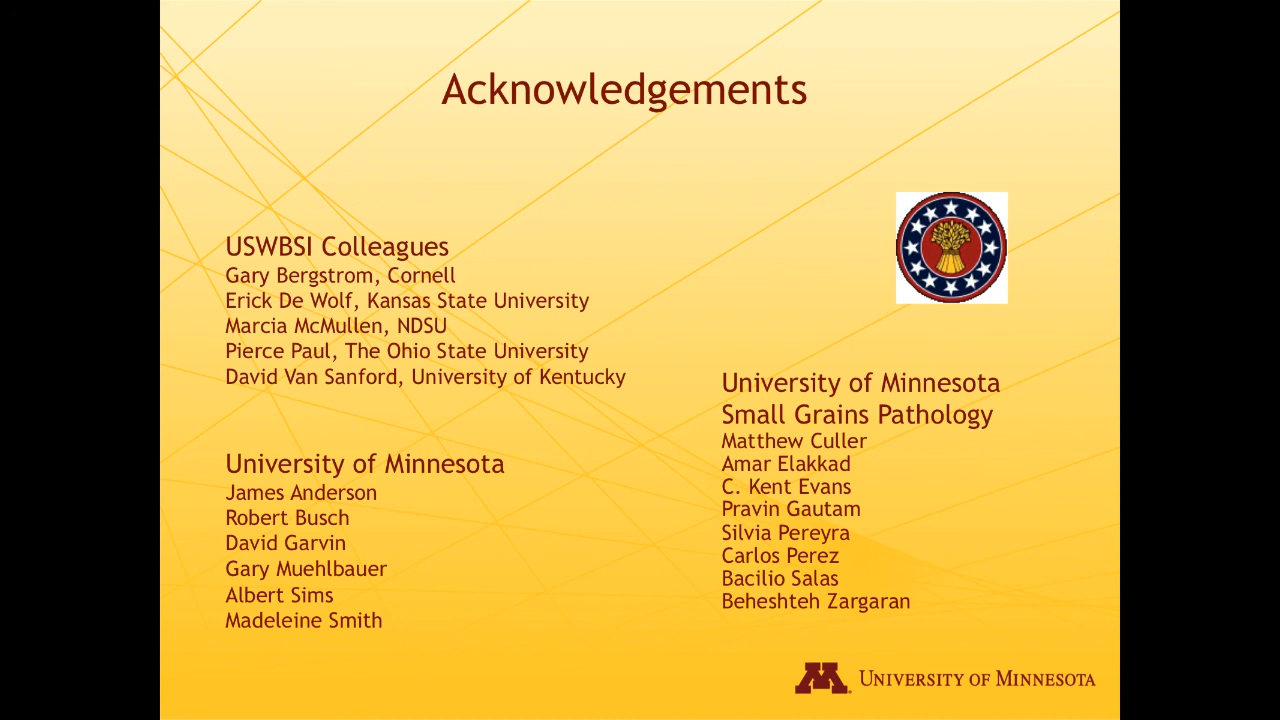 Acknowledgements
USWBSI Colleagues
Gary Bergstrom, Cornell
Erick De Wolf, Kansas State University
Marcia McMullen, NDSU
Pierce Paul, The Ohio State University
David Van Sanford, University of Kentucky
University of Minnesota
James Anderson
Robert Busch
David Garvin
Gary Muehlbauer
Albert Sims
Madeleine Smith
University of Minnesota
Small Grains Pathology
Matthew Culler
Amar Elakkad
C. Kent Evans
Pravin Gautam
Silvia Pereyra
Carlos Perez
Bacilio Salas
Beheshteh Zargaran
M University of Minnesota